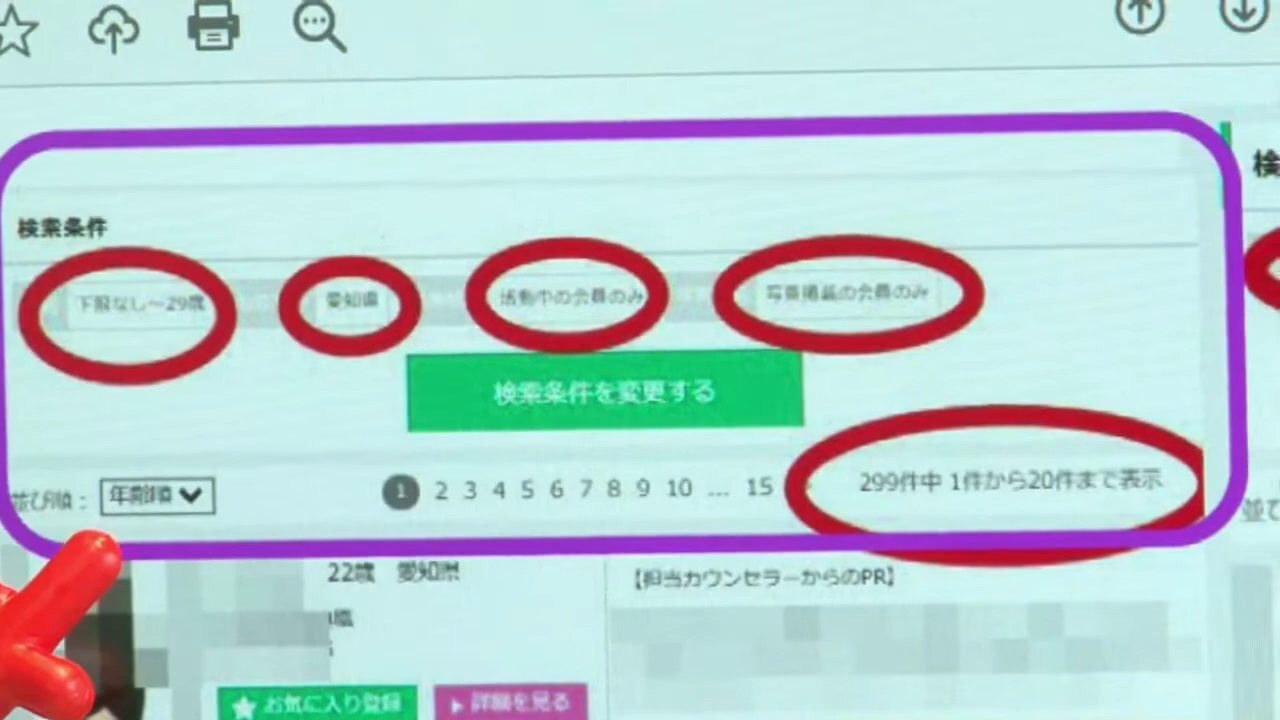 検索条件
下限なし～29歳 愛知県 活動中の会員のみ 写真掲載の会員のみ
検索条件を変更する
並び順： 年齢順 1 2 3 4 5 6 7 8 9 10 … 15 299件中 1件から20件まで表示
22歳 愛知県
【担当カウンセラーからのPR】
お気に入り登録 詳細を見る
検
並び